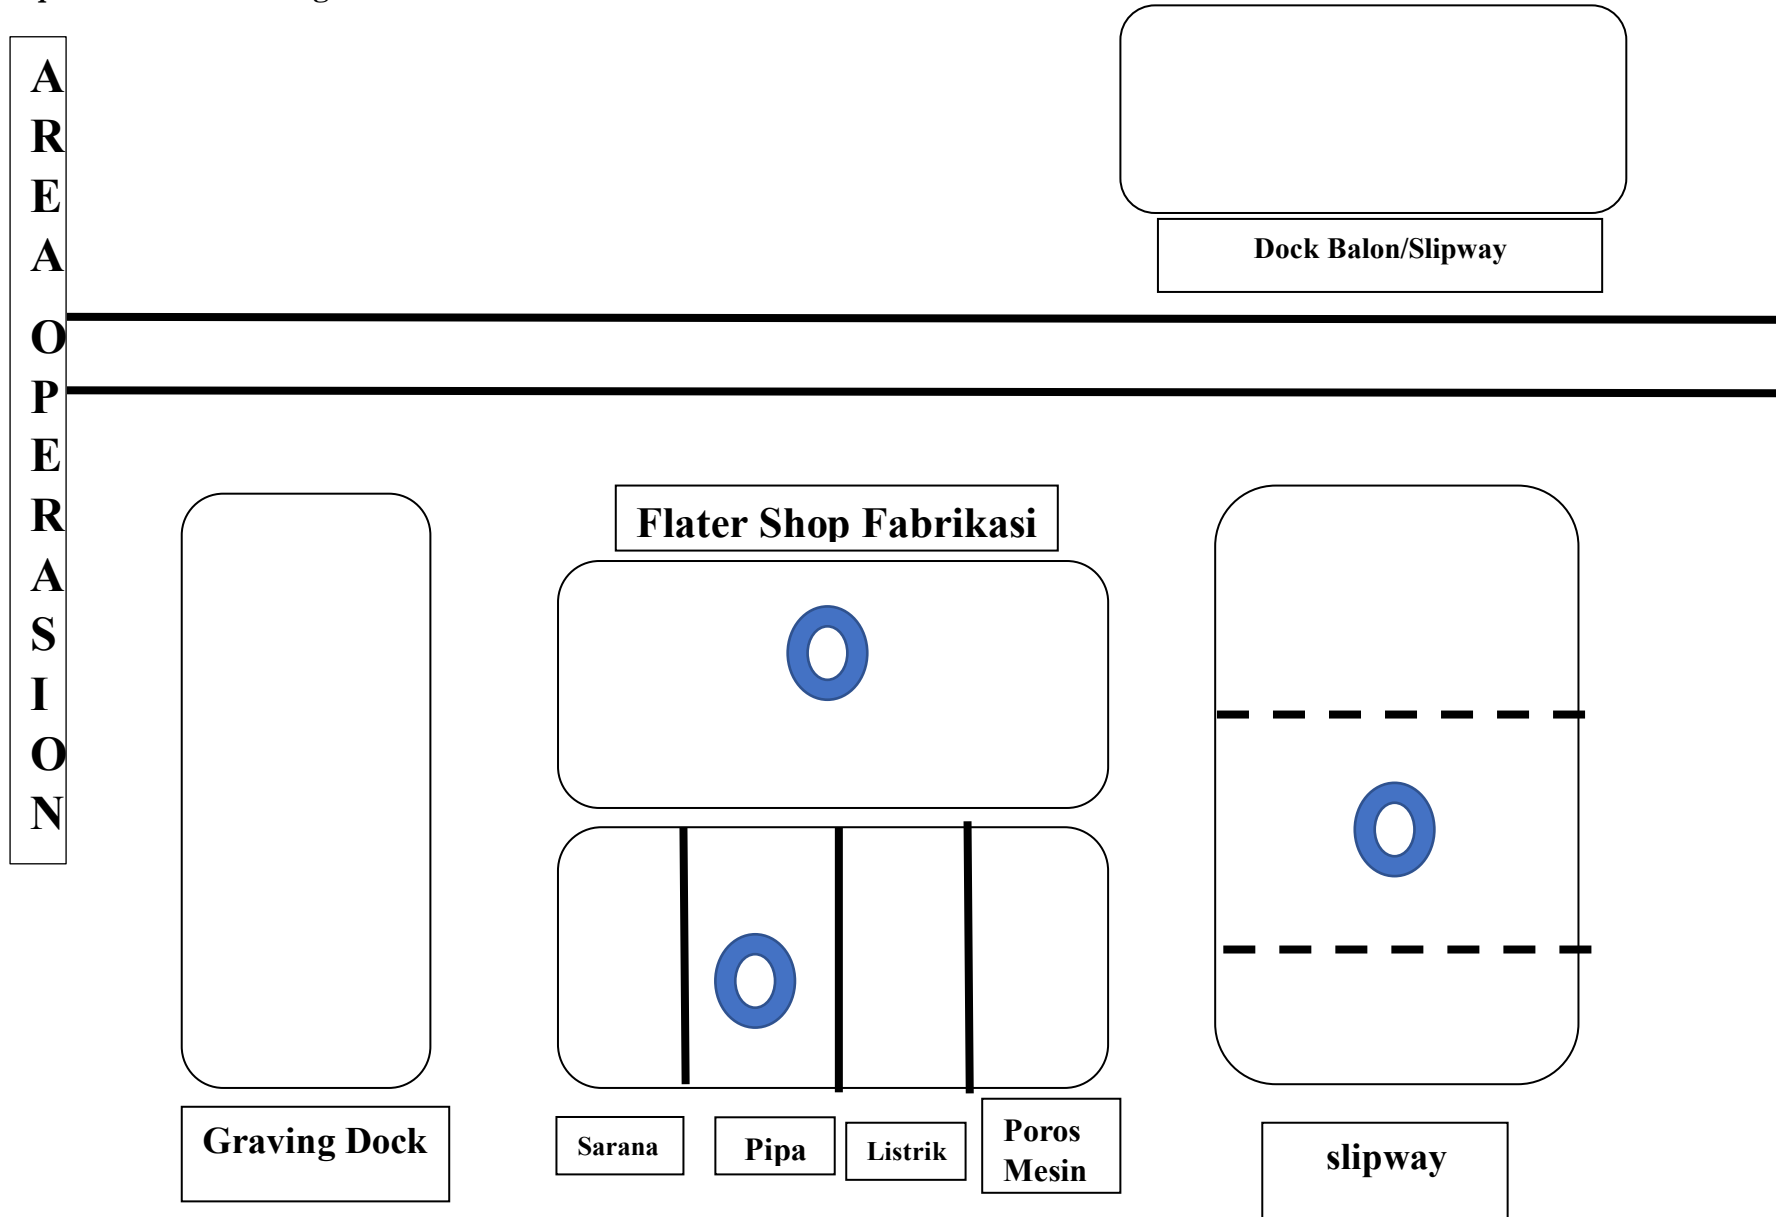 AREA OPERASION
Dock Balon/Slipway
Flater Shop Fabrikasi
Graving Dock
Sarana
Pipa
Listrik
Poros
Mesin
slipway